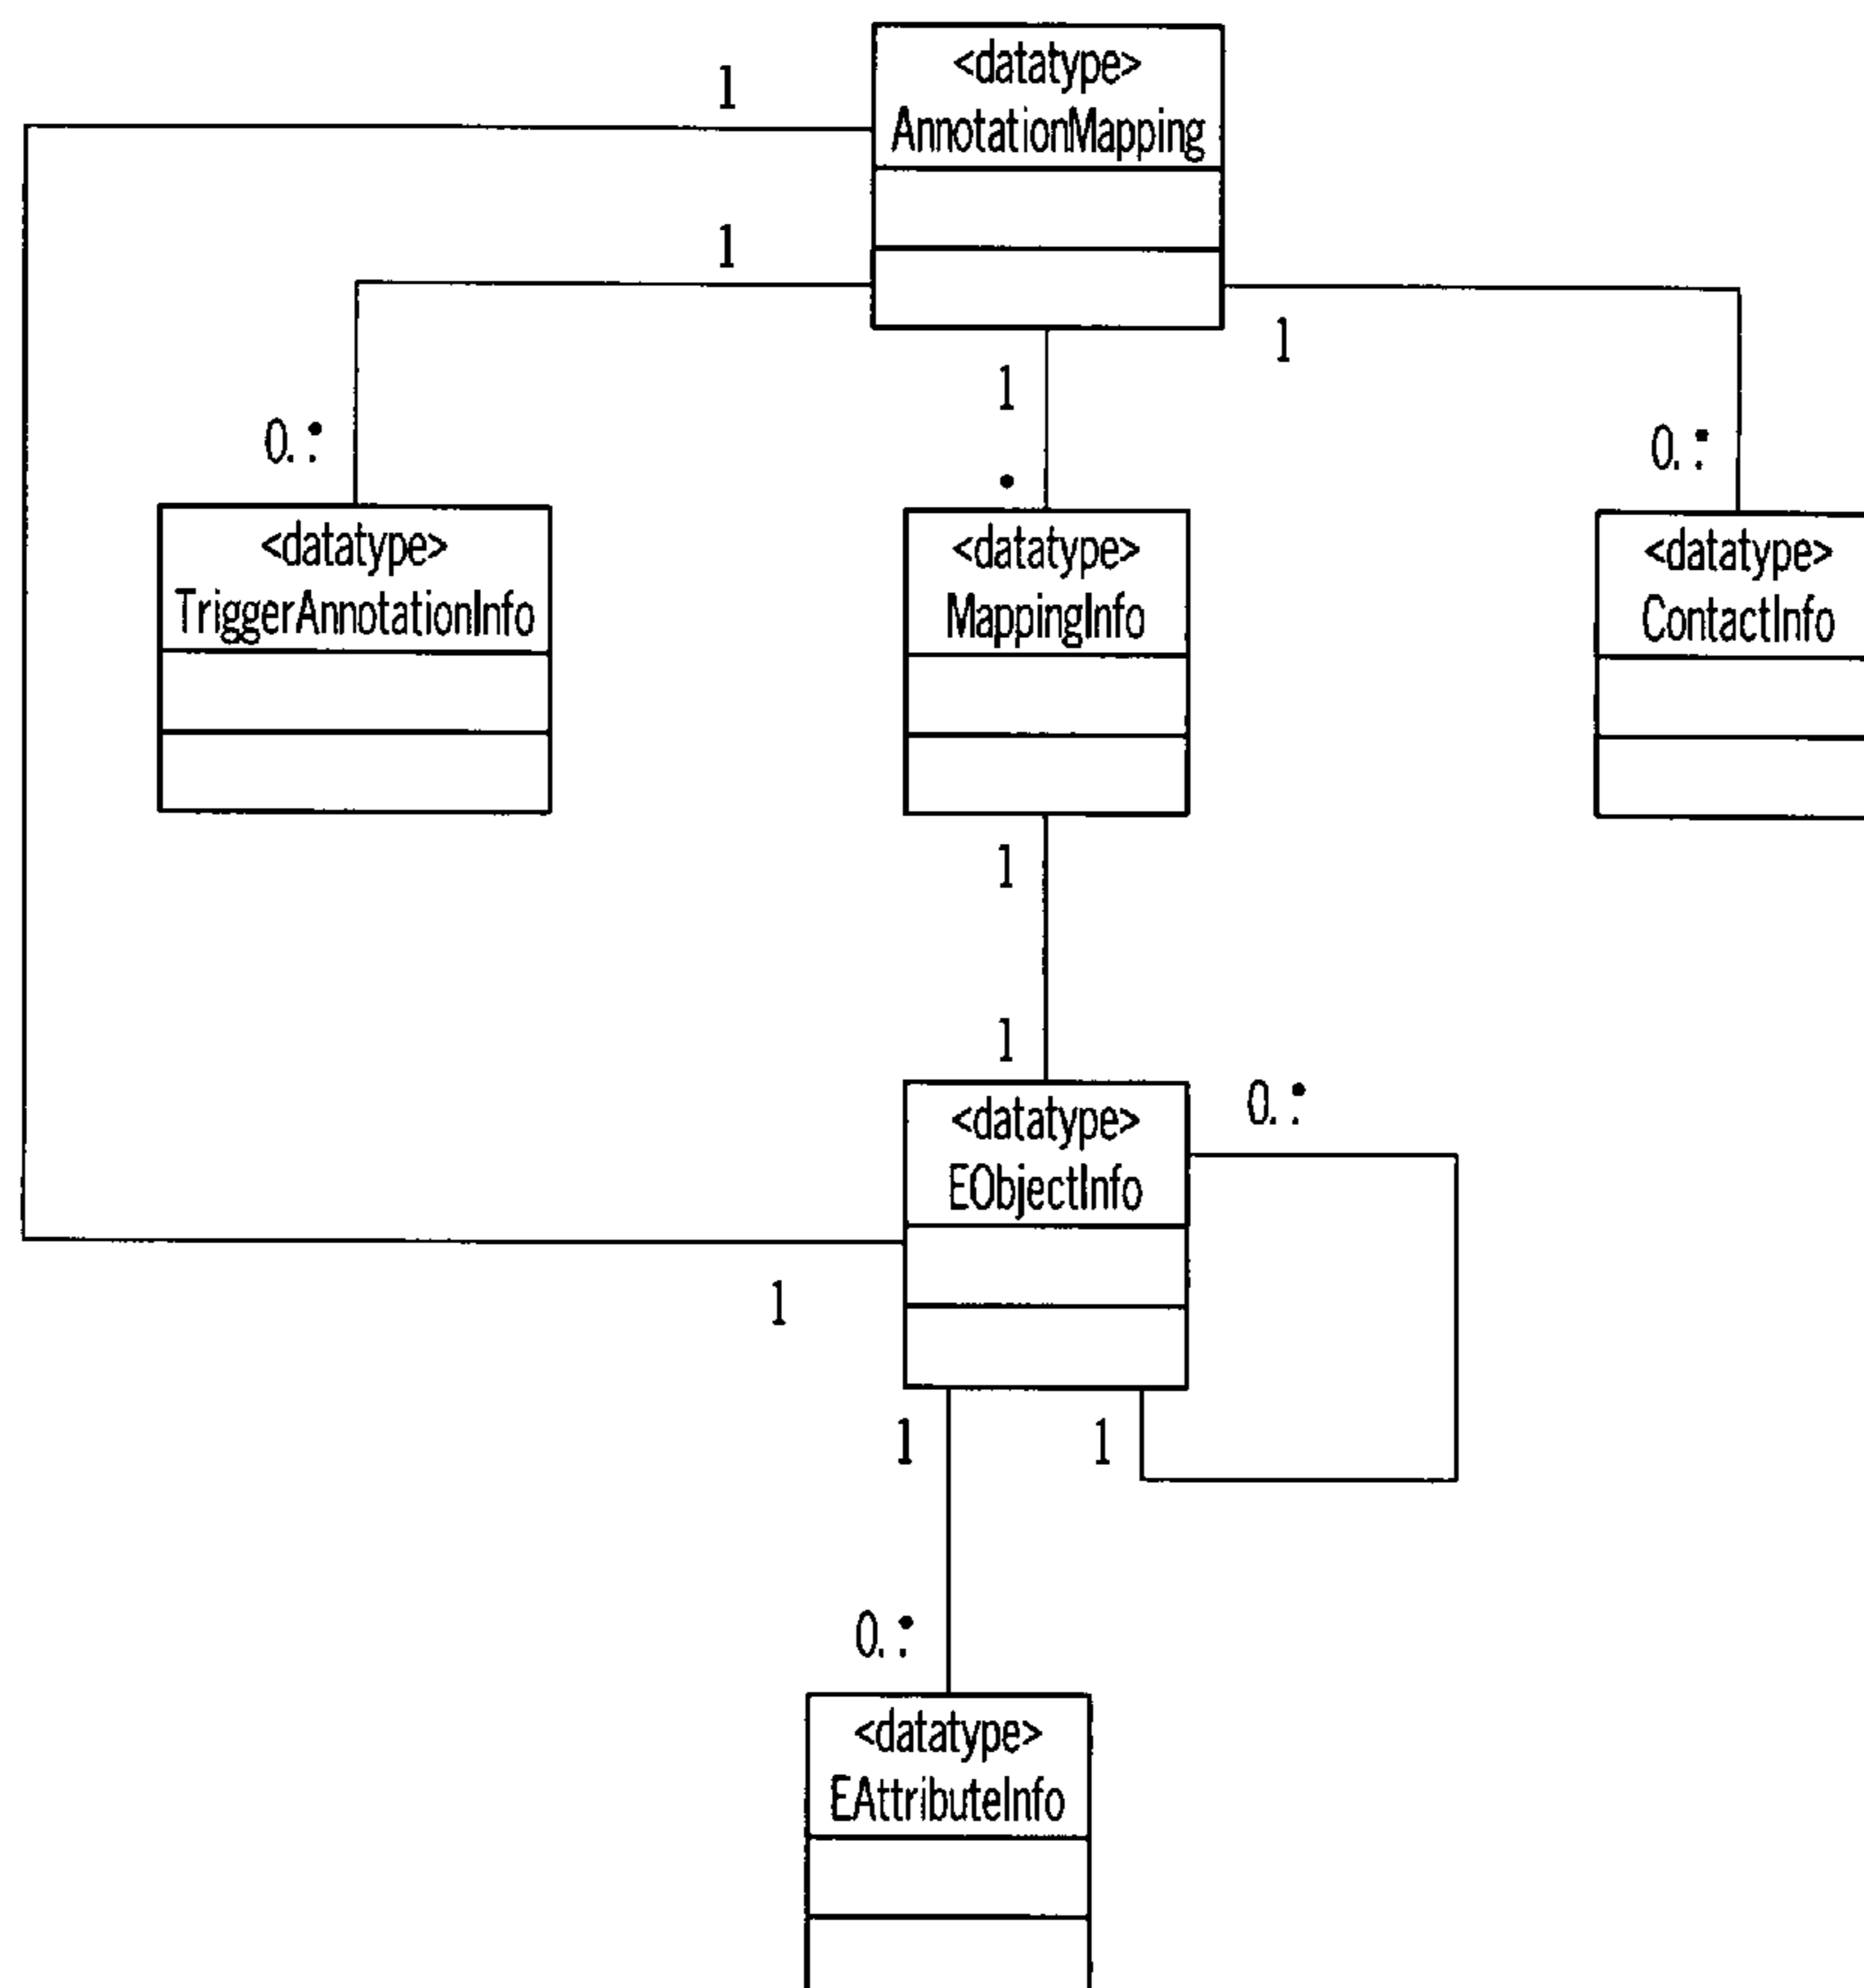 <datatype>
AnnotationMapping
1
1
1
1
0..*
*
0..*
<datatype>
TriggerAnnotationInfo
<datatype>
MappingInfo
<datatype>
ContactInfo
1
1
<datatype>
EObjectInfo
0..*
1
1
1
0..*
<datatype>
EAttributeInfo